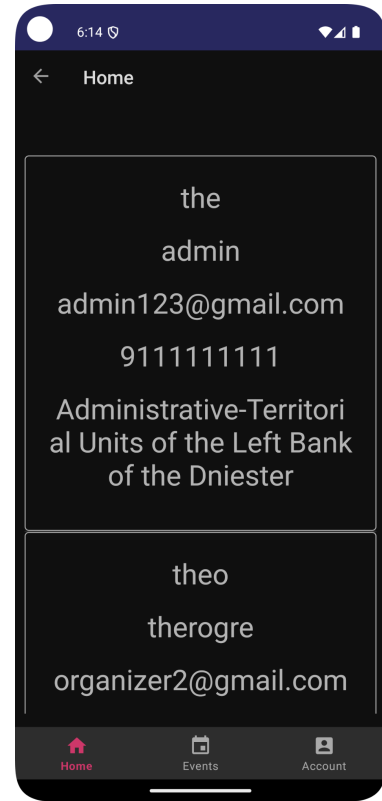 6:14
Home
the
admin
admin123@gmail.com
9111111111
Administrative-Territori
al Units of the Left Bank
of the Dniester
theo
therogre
organizer2@gmail.com
Home
Events
Account